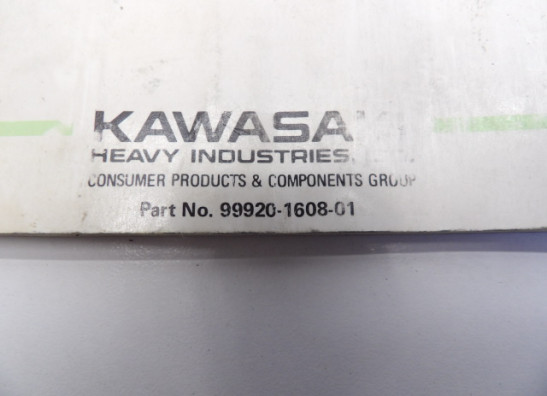 KAWASA
HEAVY INDUSTRIES,
CONSUMER PRODUCTS & COMPONENTS GROUP
Part No. 99920-1608-01